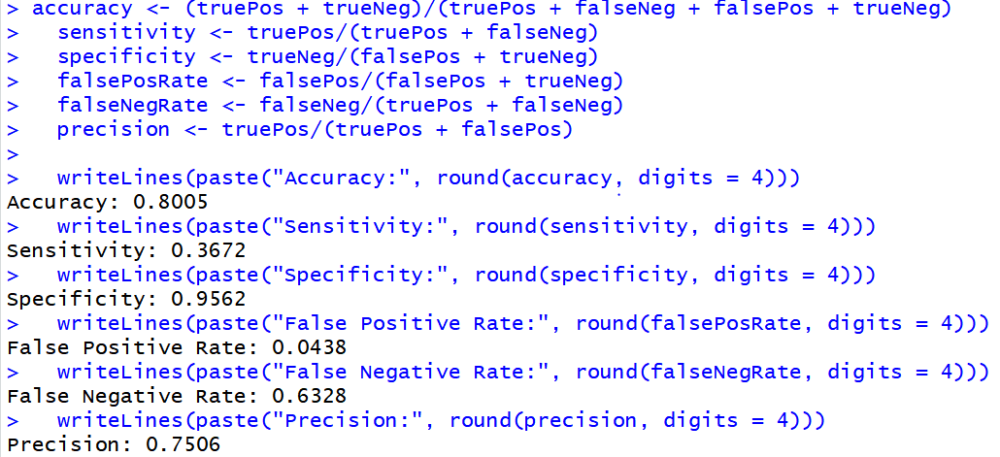 > accuracy <- (truePos + trueNeg)/(truePos + falseNeg + falsePos + trueNeg)
>   sensitivity <- truePos/(truePos + falseNeg)
>   specificity <- trueNeg/(falsePos + trueNeg)
>   falsePosRate <- falsePos/(falsePos + trueNeg)
>   falseNegRate <- falseNeg/(truePos + falseNeg)
>   precision <- truePos/(truePos + falsePos)
>
>   writeLines(paste("Accuracy:", round(accuracy, digits = 4)))
Accuracy: 0.8005
>   writeLines(paste("Sensitivity:", round(sensitivity, digits = 4)))
Sensitivity: 0.3672
>   writeLines(paste("Specificity:", round(specificity, digits = 4)))
Specificity: 0.9562
>   writeLines(paste("False Positive Rate:", round(falsePosRate, digits = 4)))
False Positive Rate: 0.0438
>   writeLines(paste("False Negative Rate:", round(falseNegRate, digits = 4)))
False Negative Rate: 0.6328
>   writeLines(paste("Precision:", round(precision, digits = 4)))
Precision: 0.7506